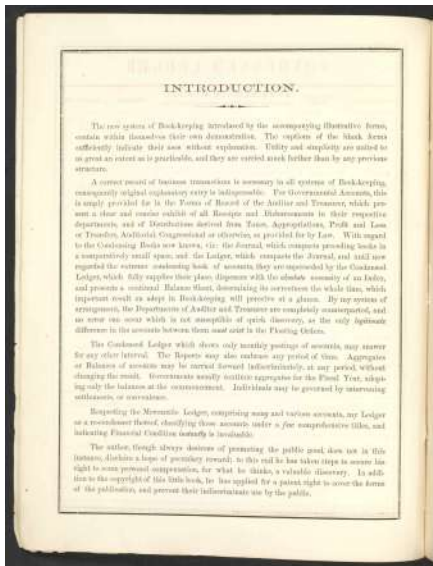 INTRODUCTION.
The new system of Book-keeping introduced by the accompanying illustrative forms,
contain within themselves their own demonstration. The captions of the blank forms
sufficiently indicate their uses without explanation. Utility and simplicity are united to
as great an extent as is practicable, and they are carried much further than by any previous
structure.
A correct record of business transactions is necessary in all systems of Book-keeping,
consequently original explanatory entry is indispensable. For Governmental Accounts, this
is amply provided for in the Forms of Record of the Auditor and Treasurer, which pre-
sent a clear and concise exhibit of all Receipts and Disbursements in their respective
departments, and of Distributions derived from Taxes, Appropriations, Profit and Loss
or Transfers, Auditorial, Congressional or otherwise, as provided for by Law. With regard
to the Condensing Books now known, viz: the Journal, which compacts preceding books in
a comparatively small space, and the Ledger, which compacts the Journal, and until now
regarded the extreme condensing book of accounts, they are superseded by the Condensed
Ledger, which fully supplies their place, dispenses with the absolute necessity of an Index,
and presents a continual Balance Sheet, determining its correctness the whole time, which
important result an adept in Book-keeping will perceive at a glance. By my system of
arrangement, the Departments of Auditor and Treasurer are completely counterparted, and
an error can occur which is not susceptible of quick discovery, as the only legitimate
difference in the accounts between them must exist in the Floating Orders.
The Condensed Ledger which shows only monthly postings of accounts, may answer
for any other interval. The Reports may also embrace any period of time. Aggregates
or Balances of accounts may be carried forward indiscriminately, at any period, without
changing the result. Governments usually continue aggregates for the Fiscal Year, adopt-
ing only the balances at the commencement. Individuals may be governed by intervening
settlements, or convenience.
Respecting the Mercantile Ledger, comprising many and various accounts, my Ledger
as a recondenser thereof, classifying those accounts under a few comprehensive titles, and
indicating Financial Condition instantly is invaluable.
The author, though always desirous of promoting the public good, does not in this
instance, disclaim a hope of pecuniary reward; to this end he has taken steps to secure his
right to some personal compensation, for what he thinks, a valuable discovery. In addi-
tion to the copyright of this little book, he has applied for a patent right to cover the forms
of the publication, and prevent their indiscriminate use by the public.